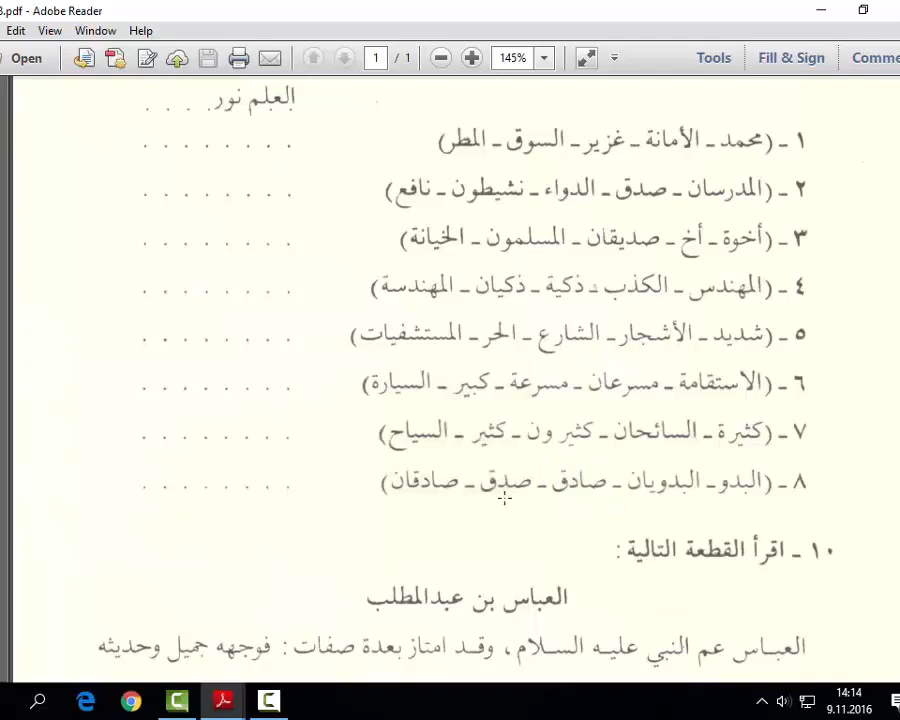 3.pdf - Adobe Reader
Edit View Window Help
Open 1 / 1 145% Tools Fill & Sign Comme
العلم نور . . . .
١ ـ (محمد ـ الأمانة ـ غزير ـ السوق ـ المطر) . . . . . . . .
٢ ـ (المدرسان ـ صدق ـ الدواء ـ نشيطون ـ نافع) . . . . . . . .
٣ ـ (أخوة ـ أخ ـ صديقان ـ المسلمون ـ الخيانة) . . . . . . . .
٤ ـ (المهندس ـ الكذب ـ ذكية ـ ذكيان ـ المهندسة) . . . . . . . .
٥ ـ (شديد ـ الأشجار ـ الشارع ـ الحر ـ المستشفيات) . . . . . . . .
٦ ـ (الاستقامة ـ مسرعان ـ مسرعة ـ كبير ـ السيارة) . . . . . . . .
٧ ـ (كثيرة ـ السائحان ـ كثير ون ـ كثير ـ السياح) . . . . . . . .
٨ ـ (البدو ـ البدويان ـ صادق ـ صدق ـ صادقان) . . . . . . . .
١٠ ـ اقرأ القطعة التالية :
العباس بن عبدالمطلب
العباس عم النبي عليه السلام ، وقد امتاز بعدة صفات : فوجهه جميل وحديثه
14:14
9.11.2016